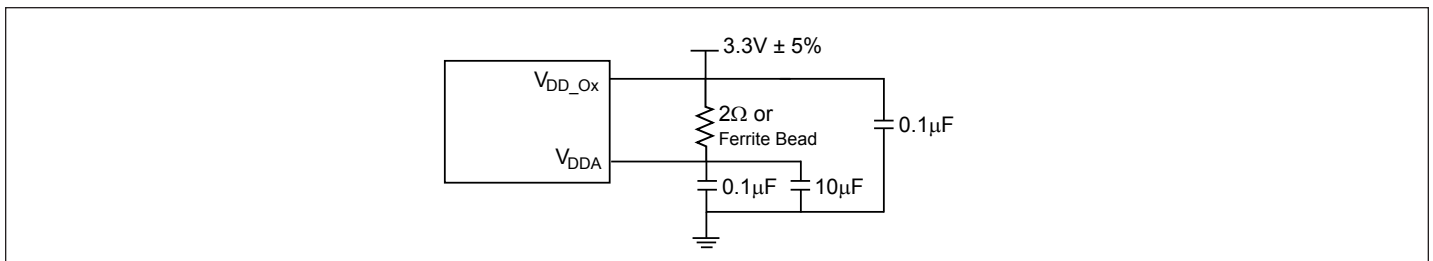 3.3V ± 5%
VDD_Ox
2Ω or
Ferrite Bead
0.1μF
VDDA
0.1μF
10μF